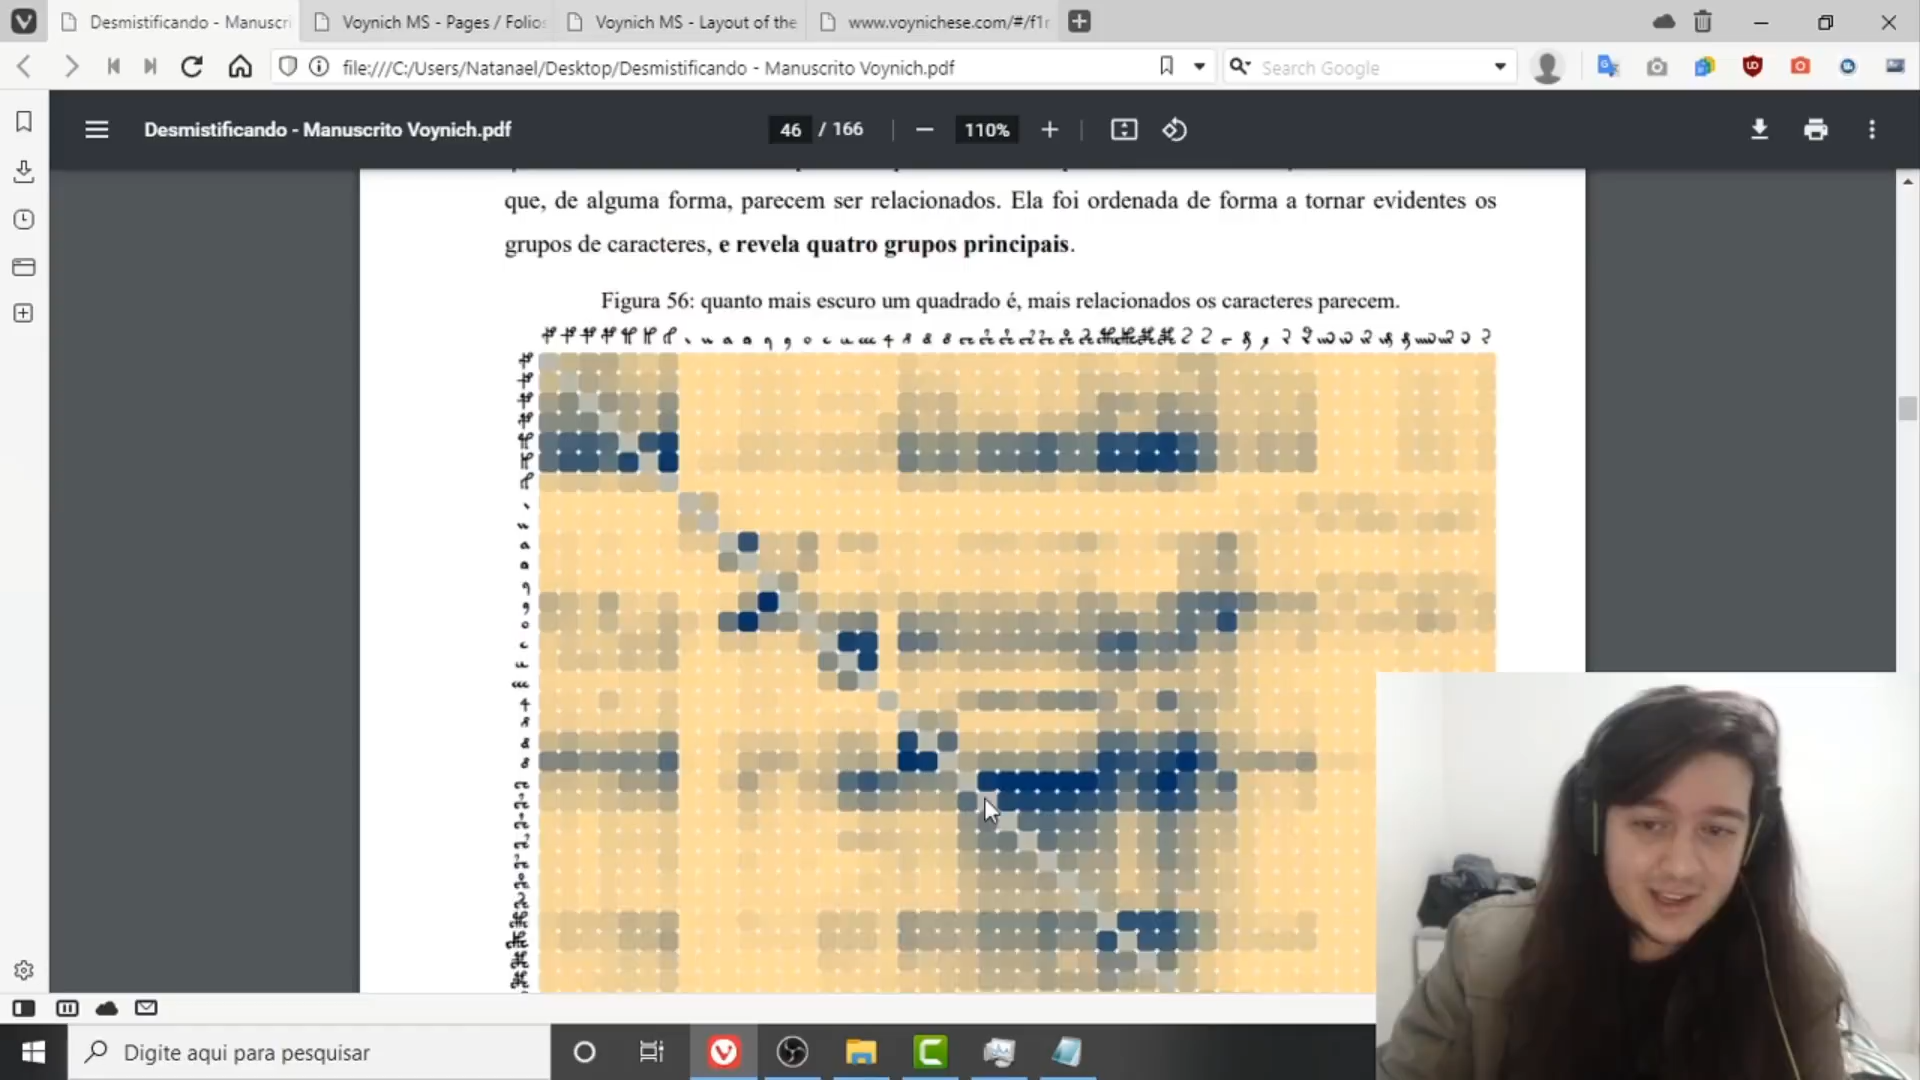 Desmistificando - Manuscri
Voynich MS - Pages / Folios
Voynich MS - Layout of the
www.voynichese.com/#/f1r
file:///C:/Users/Natanael/Desktop/Desmistificando - Manuscrito Voynich.pdf
Search Google
Desmistificando - Manuscrito Voynich.pdf
46 / 166
110%
que, de alguma forma, parecem ser relacionados. Ela foi ordenada de forma a tornar evidentes os
grupos de caracteres, e revela quatro grupos principais.
Figura 56: quanto mais escuro um quadrado é, mais relacionados os caracteres parecem.
Digite aqui para pesquisar